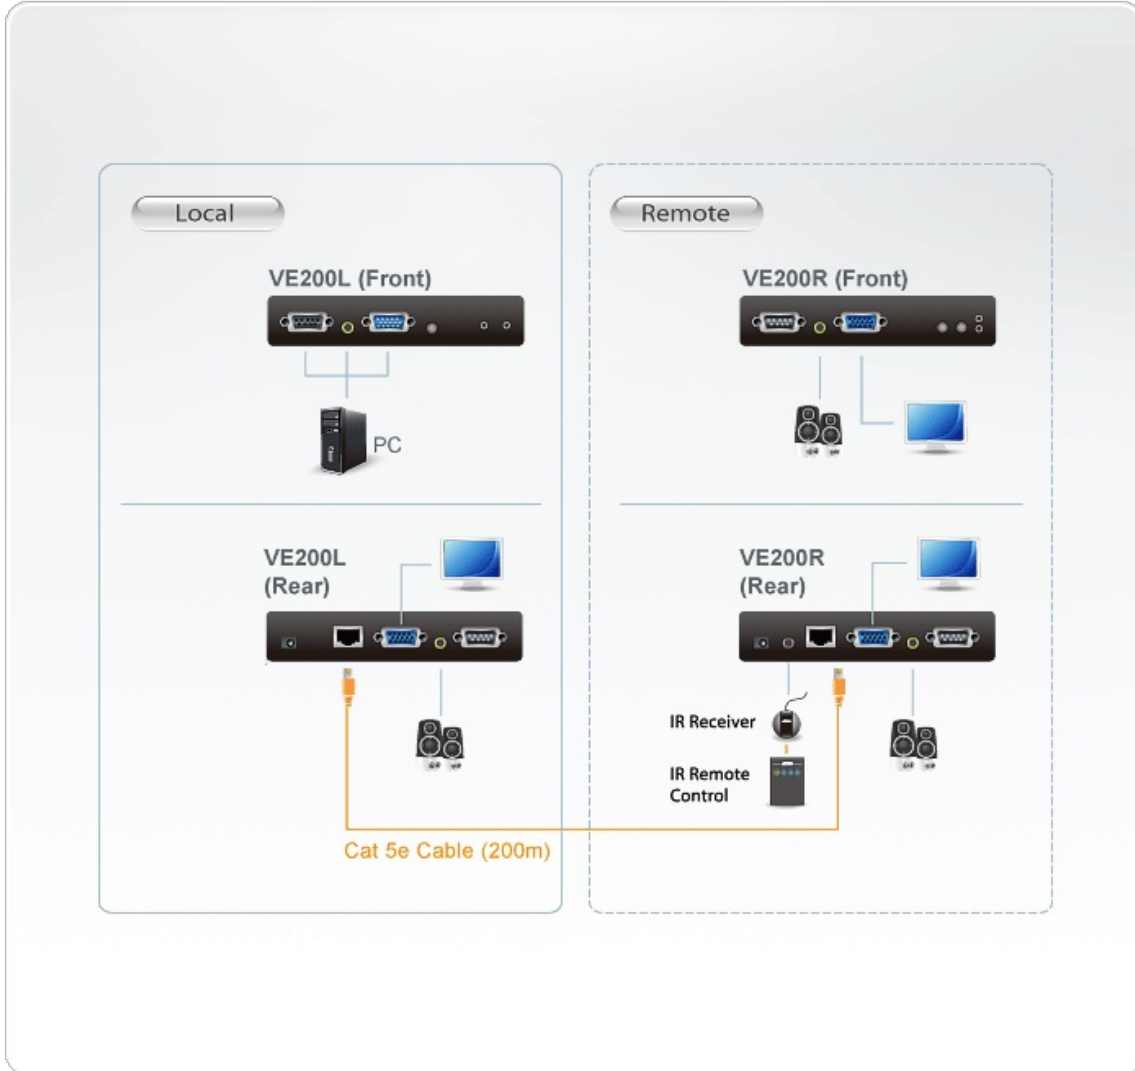 Local
Remote
VE200L (Front)
VE200R (Front)
PC
VE200L
(Rear)
VE200R
(Rear)
IR Receiver
IR Remote
Control
Cat 5e Cable (200m)